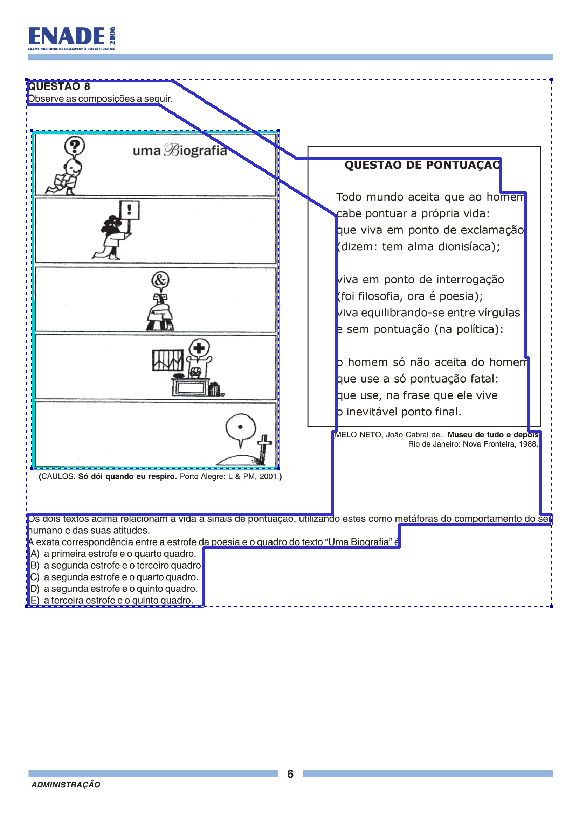 ENADE 2006
EXAME NACIONAL DE DESEMPENHO DOS ESTUDANTES
QUESTÃO 8
Observe as composições a seguir.
?
uma Biografia
!
&
+
.
(CAULOS. Só dói quando eu respiro. Porto Alegre: L & PM, 2001.)
QUESTÃO DE PONTUAÇÃO
Todo mundo aceita que ao homem
cabe pontuar a própria vida:
que viva em ponto de exclamação
(dizem: tem alma dionisíaca);
viva em ponto de interrogação
(foi filosofia, ora é poesia);
viva equilibrando-se entre vírgulas
e sem pontuação (na política):
o homem só não aceita do homem
que use a só pontuação fatal:
que use, na frase que ele vive
o inevitável ponto final.
MELO NETO, João Cabral de. Museu de tudo e depois.
Rio de Janeiro: Nova Fronteira, 1988.
Os dois textos acima relacionam a vida a sinais de pontuação, utilizando estes como metáforas do comportamento do ser
humano e das suas atitudes.
A exata correspondência entre a estrofe da poesia e o quadro do texto “Uma Biografia” é
A) a primeira estrofe e o quarto quadro.
B) a segunda estrofe e o terceiro quadro.
C) a segunda estrofe e o quarto quadro.
D) a segunda estrofe e o quinto quadro.
E) a terceira estrofe e o quinto quadro.
6
ADMINISTRAÇÃO